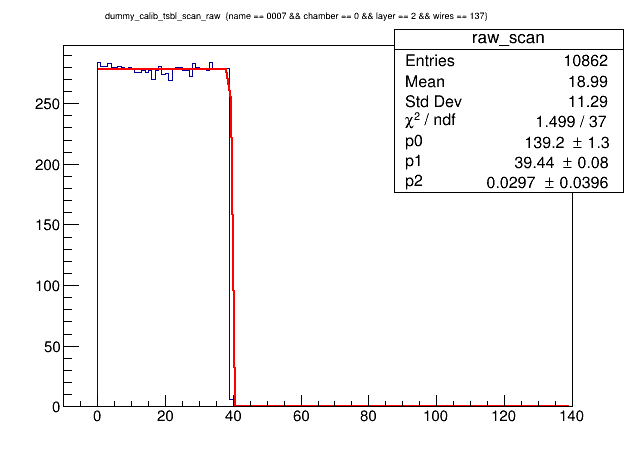 dummy_calib_tsbl_scan_raw (name == 0007 && chamber == 0 && layer == 2 && wires == 137)
raw_scan
Entries 10862
Mean 18.99
Std Dev 11.29
χ² / ndf 1.499 / 37
p0 139.2 ± 1.3
p1 39.44 ± 0.08
p2 0.0297 ± 0.0396
250
200
150
100
50
0
0 20 40 60 80 100 120 140